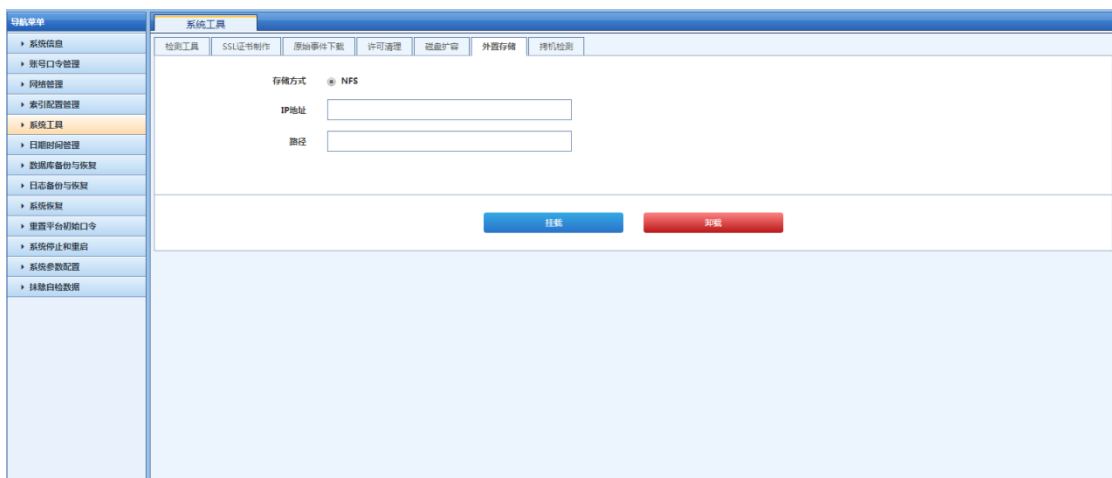 导航菜单
系统信息
账号口令管理
网络管理
索引配置管理
系统工具
日期时间管理
数据库备份与恢复
日志备份与恢复
系统恢复
重置平台初始口令
系统停止和重启
系统参数配置
抹除自检数据
系统工具
检测工具 SSL证书制作 原始事件下载 许可清理 磁盘扩容 外置存储 拷机检测
存储方式 NFS
IP地址
路径
挂载 卸载